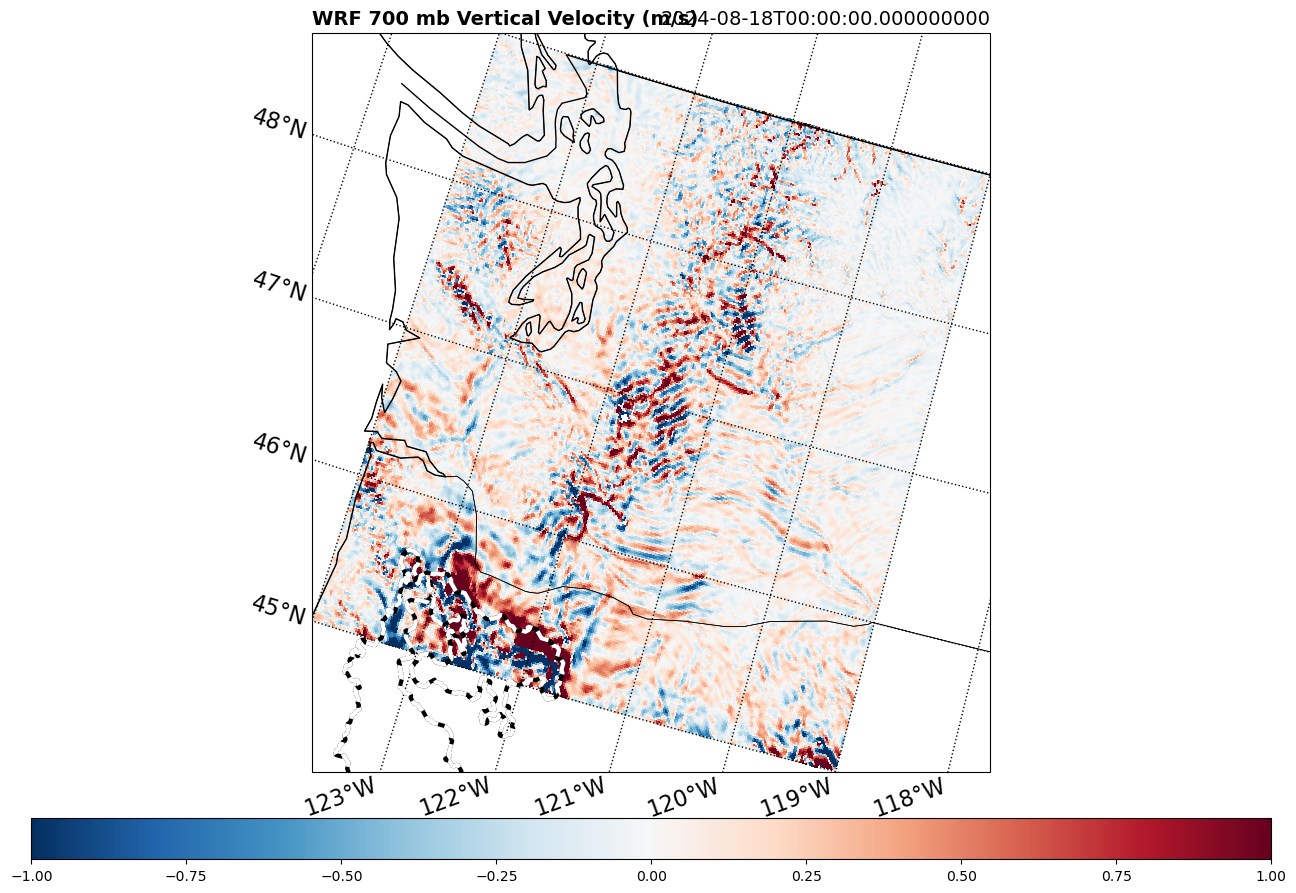 WRF 700 mb Vertical Velocity (m/s) 2024-08-18T00:00:00.000000000
48°N
47°N
46°N
45°N
123°W 122°W 121°W 120°W 119°W 118°W
−1.00 −0.75 −0.50 −0.25 0.00 0.25 0.50 0.75 1.00